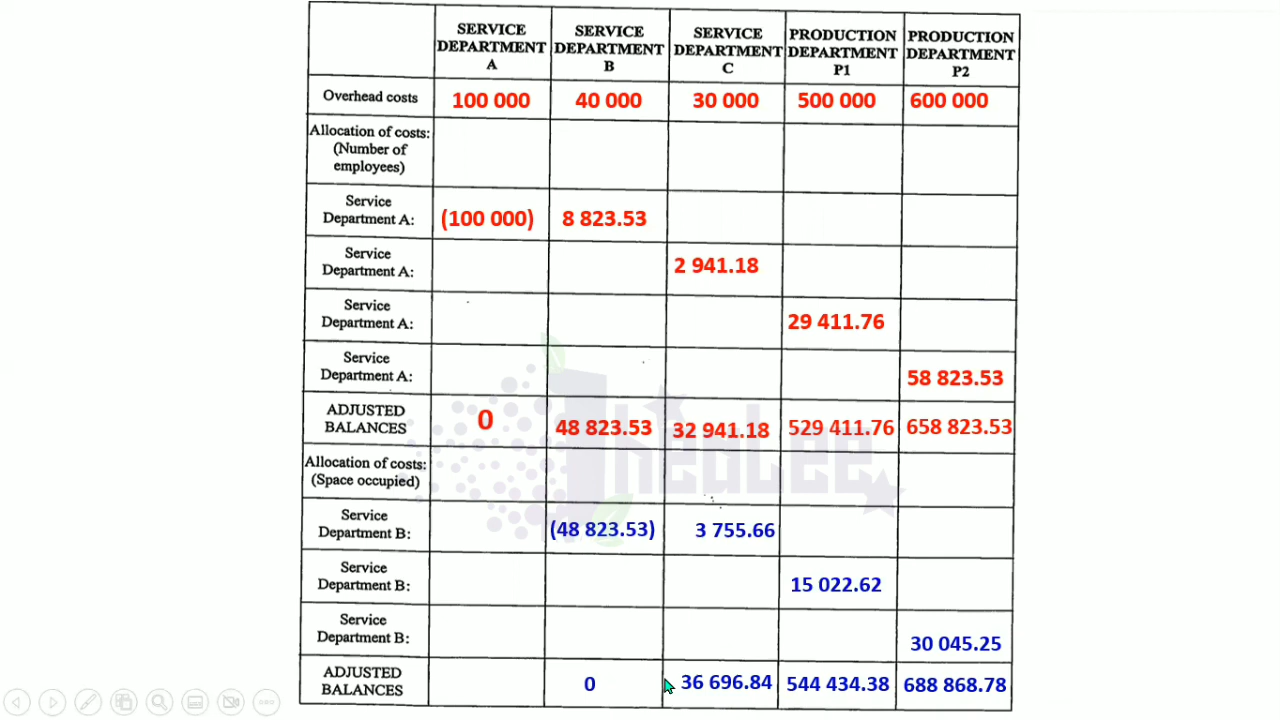 SERVICE DEPARTMENT A
SERVICE DEPARTMENT B
SERVICE DEPARTMENT C
PRODUCTION DEPARTMENT P1
PRODUCTION DEPARTMENT P2
Overhead costs 100 000 40 000 30 000 500 000 600 000
Allocation of costs:
(Number of
employees)
Service
Department A: (100 000) 8 823.53
Service
Department A: 2 941.18
Service
Department A: 29 411.76
Service
Department A: 58 823.53
ADJUSTED
BALANCES 0 48 823.53 32 941.18 529 411.76 658 823.53
Allocation of costs:
(Space occupied)
Service
Department B: (48 823.53) 3 755.66
Service
Department B: 15 022.62
Service
Department B: 30 045.25
ADJUSTED
BALANCES 0 36 696.84 544 434.38 688 868.78